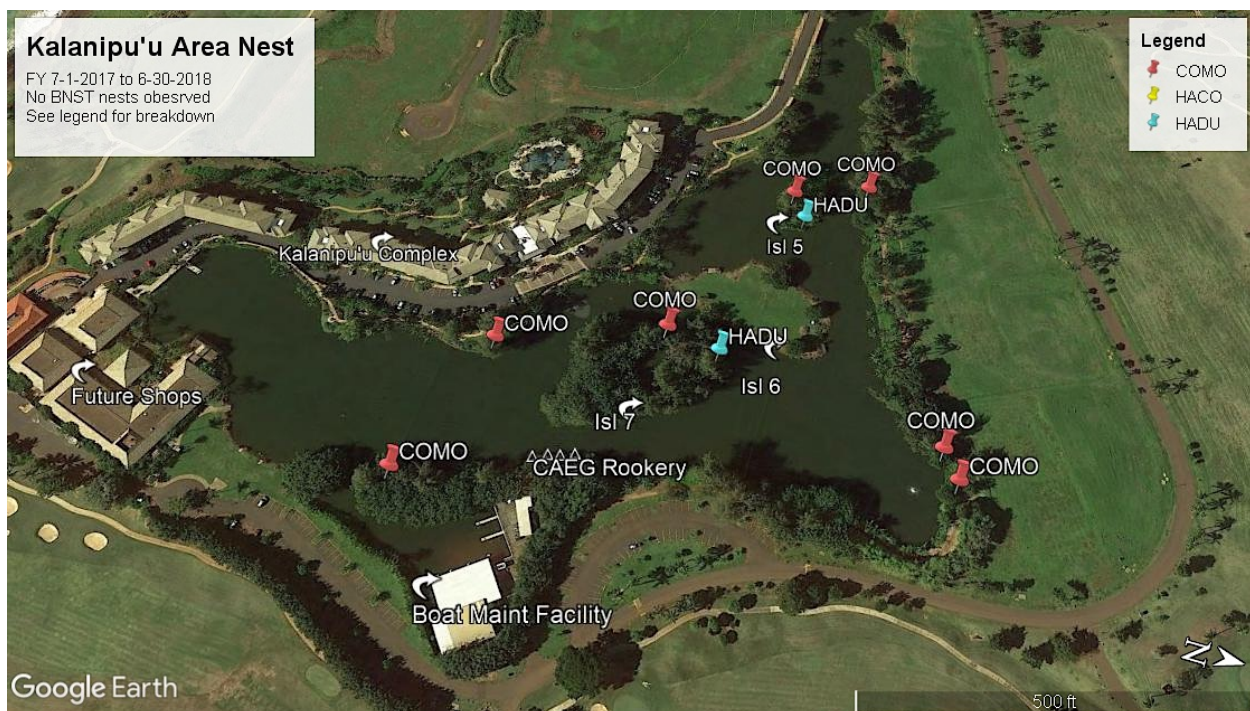 Kalanipu'u Area Nest
FY 7-1-2017 to 6-30-2018
No BNST nests obesrved
See legend for breakdown
Legend
COMO
HACO
HADU
COMO
COMO
HADU
Isl 5
Kalanipu'u Complex
COMO
COMO
HADU
Isl 6
Future Shops
Isl 7
COMO
COMO
CAEG Rookery
COMO
Boat Maint Facility
N
Google Earth
500 ft